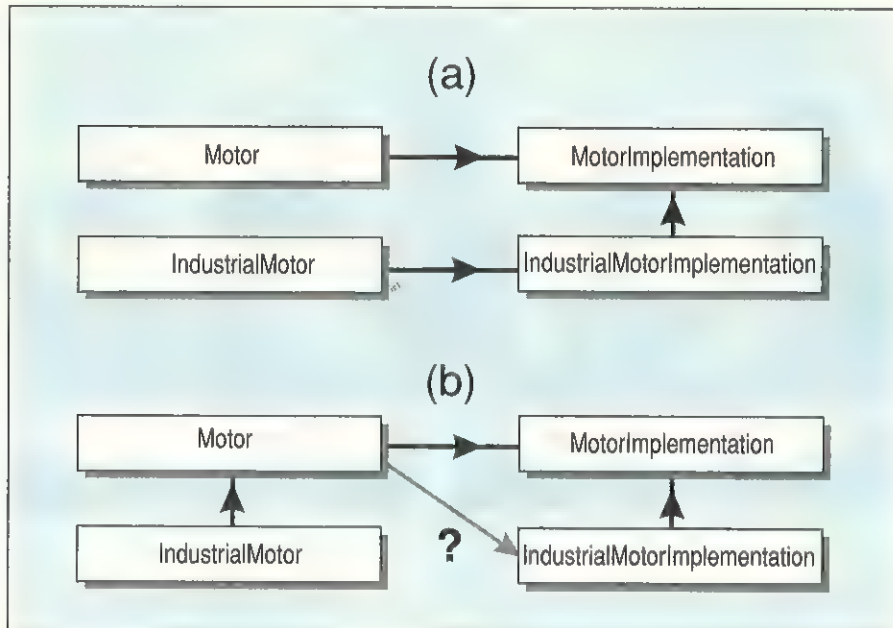 (a)
Motor
MotorImplementation
IndustrialMotor
IndustrialMotorImplementation
(b)
Motor
MotorImplementation
?
IndustrialMotor
IndustrialMotorImplementation